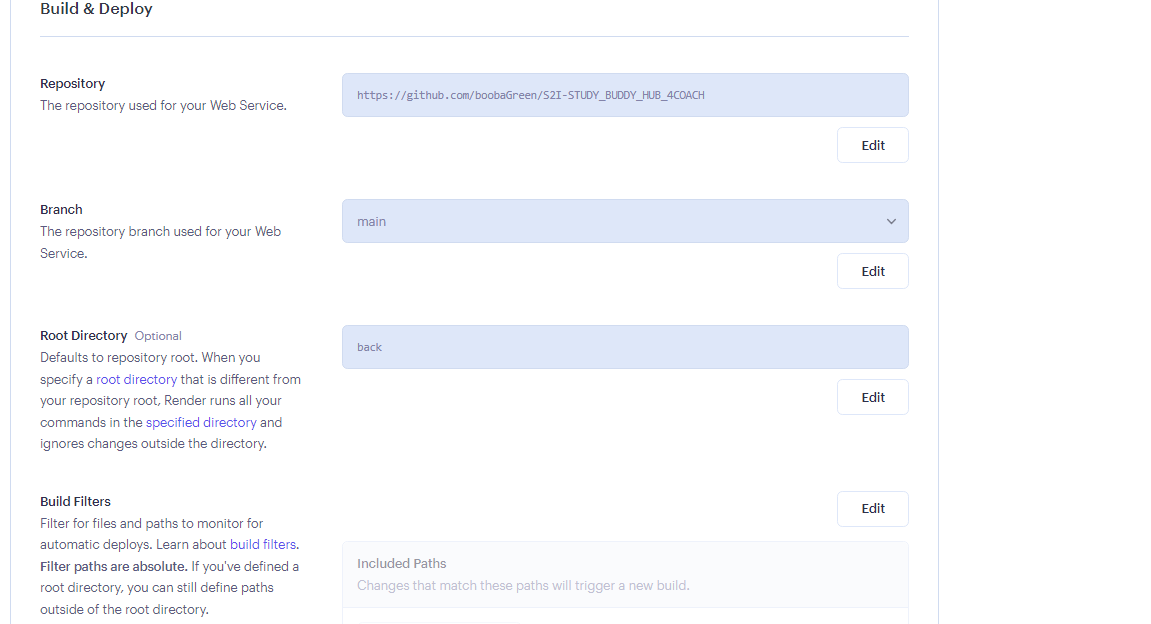 Build & Deploy
Repository
The repository used for your Web Service.
https://github.com/boobaGreen/S2I-STUDY_BUDDY_HUB_4COACH
Edit
Branch
The repository branch used for your Web
Service.
main
Edit
Root Directory Optional
Defaults to repository root. When you
specify a root directory that is different from
your repository root, Render runs all your
commands in the specified directory and
ignores changes outside the directory.
back
Edit
Build Filters
Filter for files and paths to monitor for
automatic deploys. Learn about build filters.
Filter paths are absolute. If you've defined a
root directory, you can still define paths
outside of the root directory.
Edit
Included Paths
Changes that match these paths will trigger a new build.